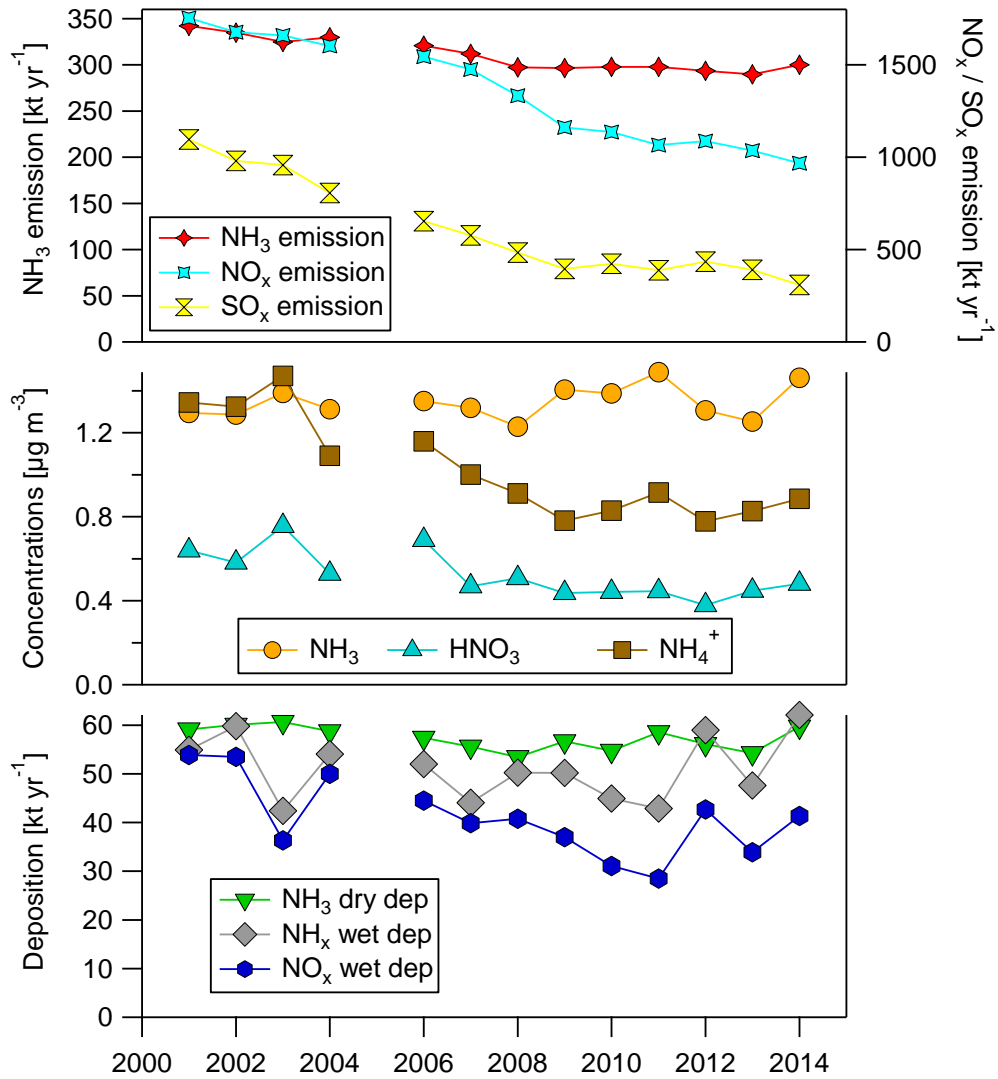 350
300
250
200
150
100
50
0
NH3 emission [kt yr-1]
1500
1000
500
0
NOx / SOx emission [kt yr-1]
NH3 emission
NOx emission
SOx emission
1.2
0.8
0.4
0.0
Concentrations [µg m-3]
NH3 HNO3 NH4+
60
50
40
30
20
10
0
Deposition [kt yr-1]
NH3 dry dep
NHx wet dep
NOx wet dep
2000 2002 2004 2006 2008 2010 2012 2014